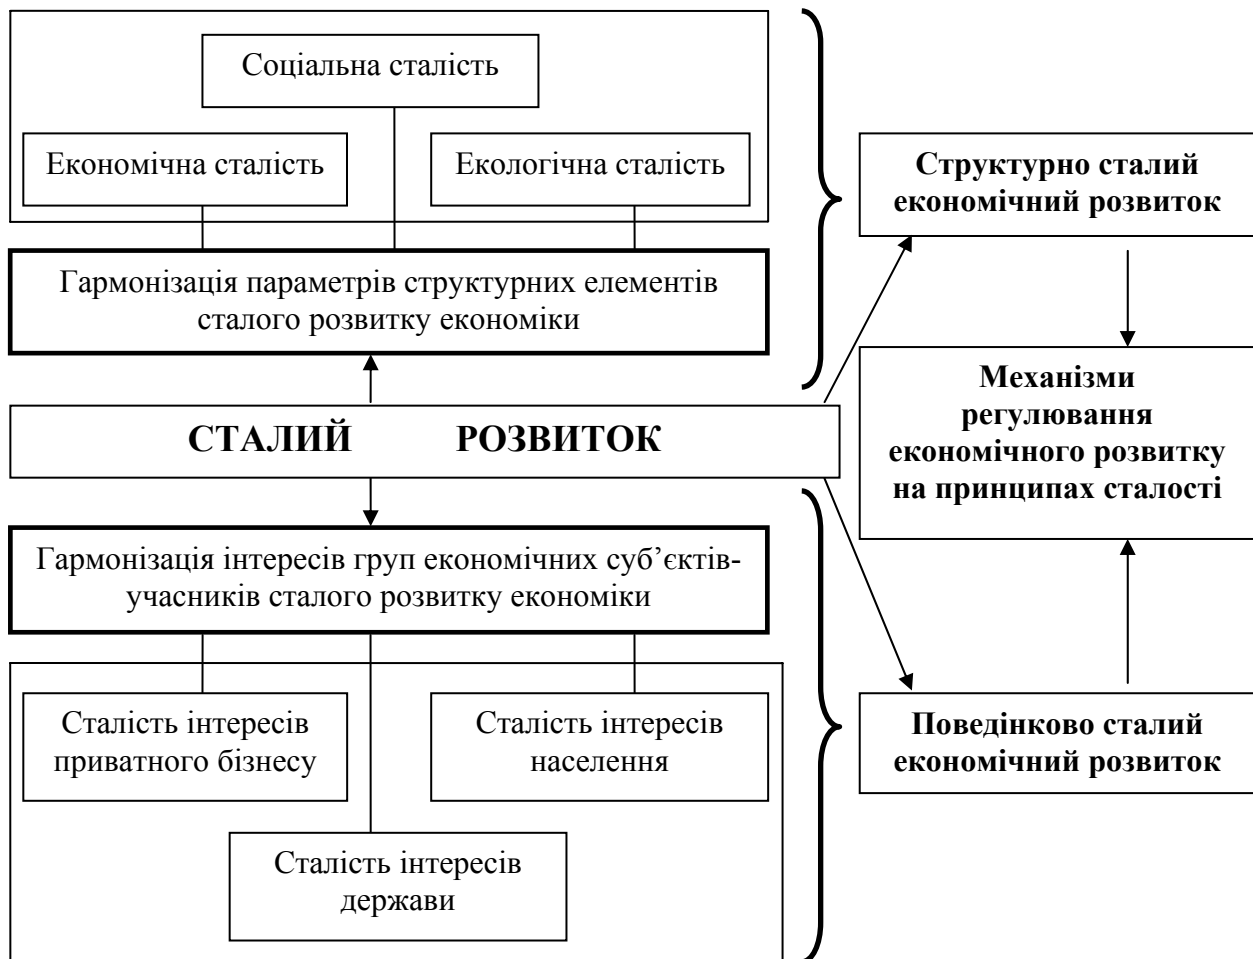 Соціальна сталість
Економічна сталість
Екологічна сталість
Гармонізація параметрів структурних елементів
сталого розвитку економіки
СТАЛИЙ РОЗВИТОК
Гармонізація інтересів груп економічних суб’єктів-
учасників сталого розвитку економіки
Сталість інтересів
приватного бізнесу
Сталість інтересів
населення
Сталість інтересів
держави
Структурно сталий
економічний розвиток
Механізми
регулювання
економічного розвитку
на принципах сталості
Поведінково сталий
економічний розвиток